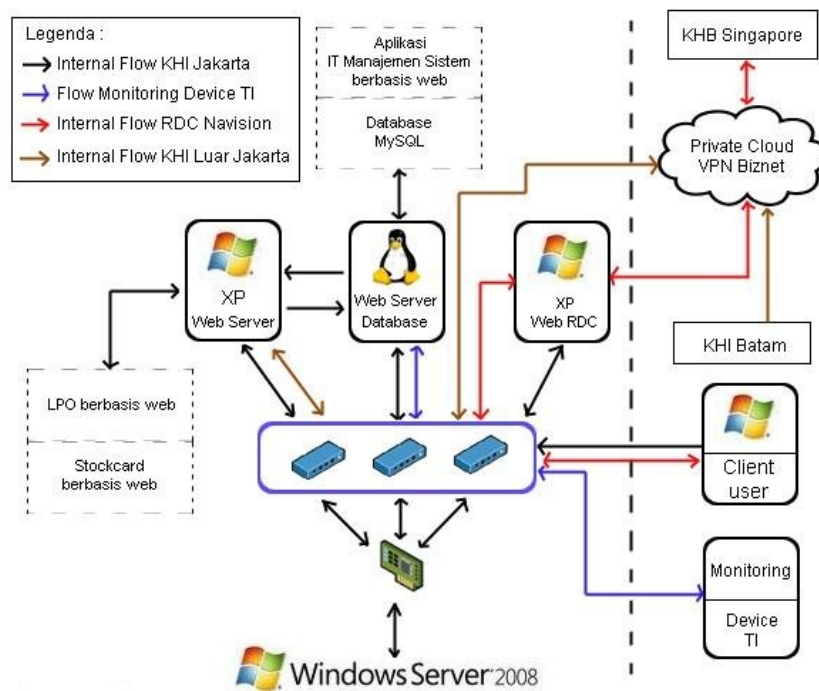 Legenda :
Internal Flow KHI Jakarta
Flow Monitoring Device TI
Internal Flow RDC Navision
Internal Flow KHI Luar Jakarta
Aplikasi
IT Manajemen Sistem
berbasis web
Database
MySQL
KHB Singapore
Private Cloud
VPN Biznet
XP
Web Server
Web Server
Database
XP
Web RDC
KHI Batam
LPO berbasis web
Stockcard
berbasis web
Client
user
Monitoring
Device
TI
Windows Server 2008